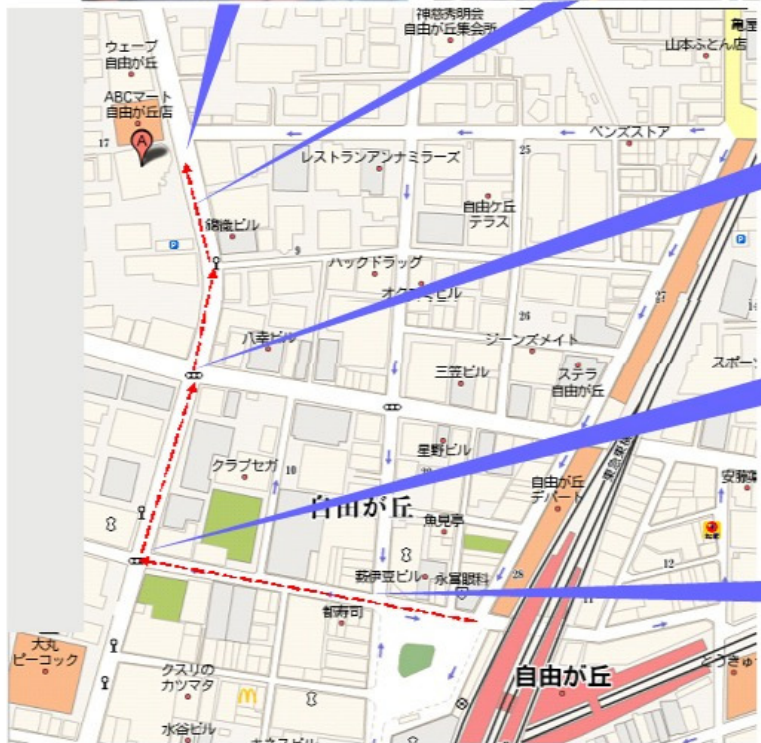 神慈秀明会
自由が丘集会所
亀屋
山本ふとん店
ウェーブ
自由が丘
ABCマート
自由が丘店
A
17
ベンズストア
レストランアンナミラーズ
25
自由ケ丘
テラス
P
9
ハックドラッグ
P
27
26
八幸ビル
ジーンズメイト
三笠ビル
ステラ
自由が丘
スポー
クラブセガ
10
星野ビル
自由が丘
デパート
自由が丘
魚見亭
12
薮伊豆ビル
永冨眼科
28
11
都寿司
大丸
ピーコック
クスリの
カツマタ
自由が丘
とうきゅ
水谷ビル